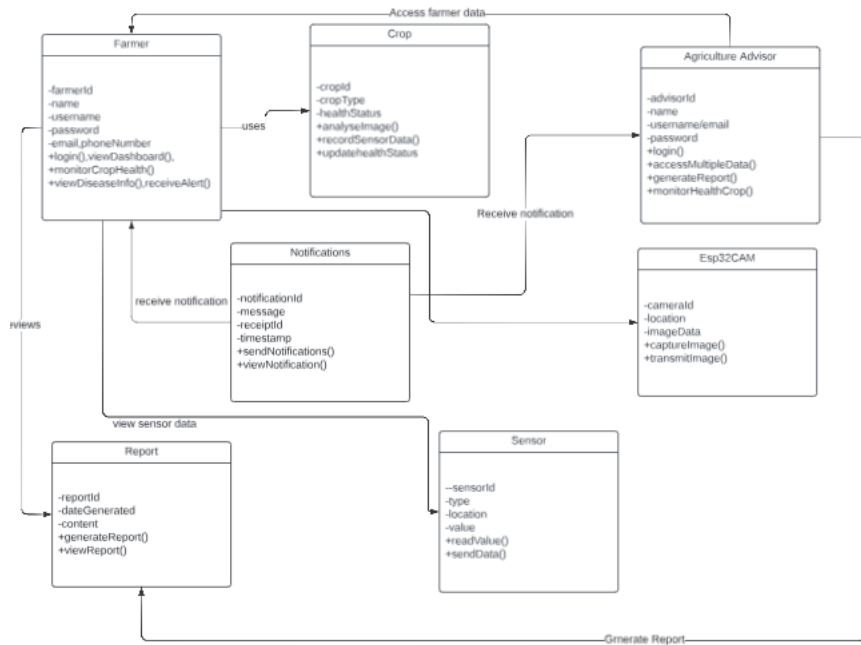 Access farmer data
Farmer
-farmerId
-name
-username
-password
-email,phoneNumber
+login(),viewDashboard(),
+monitorCropHealth()
+viewDiseaseInfo(),receiveAlert()
uses
Crop
-cropId
-cropType
-healthStatus
+analyseImage()
+recordSensorData()
+updatehealthStatus
Agriculture Advisor
-advisorId
-name
-username/email
-password
+login()
+accessMultipleData()
+generateReport()
+monitorHealthCrop()
Receive notification
Notifications
-notificationId
-message
-receiptId
-timestamp
+sendNotifications()
+viewNotification()
receive notification
Esp32CAM
-cameraId
-location
-imageData
+captureImage()
+transmitImage()
eviews
view sensor data
Report
-reportId
-dateGenerated
-content
+generateReport()
+viewReport()
Sensor
--sensorId
-type
-location
-value
+readValue()
+sendData()
Grnerate Report